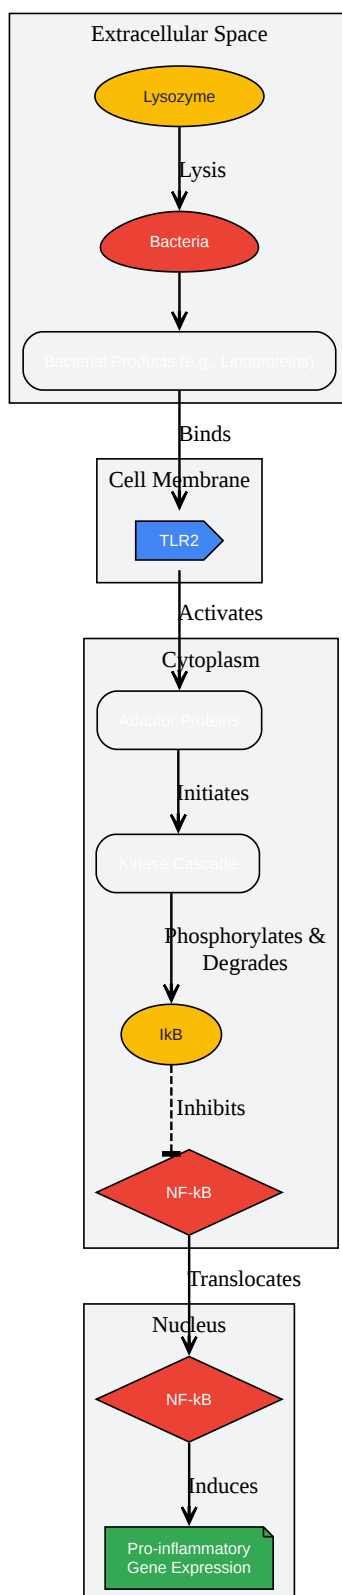 Extracellular Space
Lysozyme
Lysis
Bacteria
Bacterial Products (e.g., Lipoproteins)
Binds
Cell Membrane
TLR2
Activates
Cytoplasm
Adaptor Proteins
Initiates
Kinase Cascade
Phosphorylates &
Degrades
IkB
Inhibits
NF-kB
Translocates
Nucleus
NF-kB
Induces
Pro-inflammatory
Gene Expression